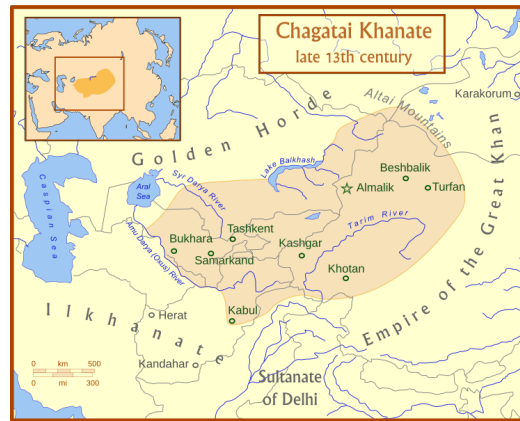 Chagatai Khanate
late 13th century
Golden Horde
Altai Mountains
Karakorum
Caspian Sea
Aral
Sea
Syr Darya River
Lake Balkhash
Beshbalik
Almalik
Turfan
Tarim River
Amu Darya (Oxus) River
Tashkent
Bukhara
Samarkand
Kashgar
Khotan
Empire of the Great Khan
Ilkhanate
Herat
Kabul
Kandahar
Sultanate
of Delhi
0 km 500
0 mi 300